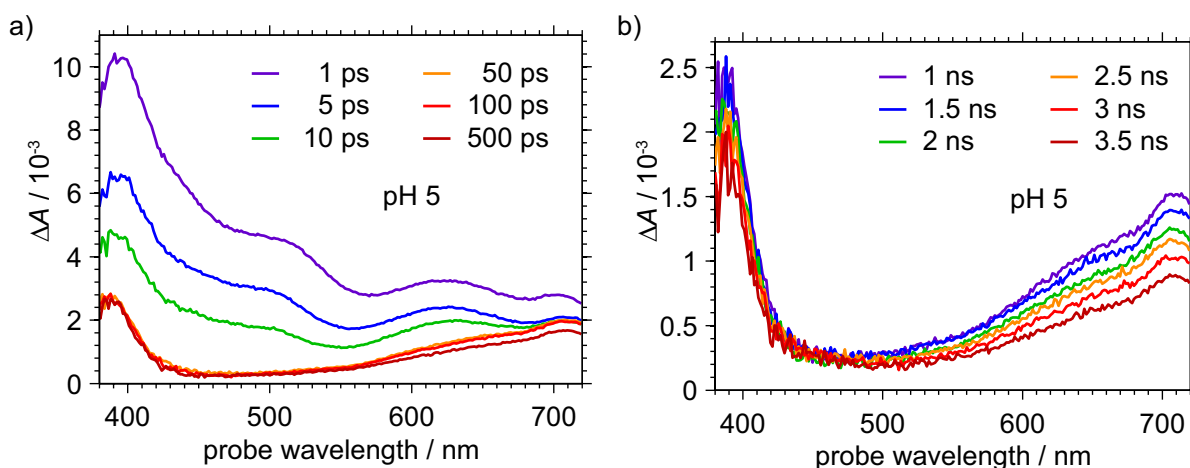 a)
ΔA / 10⁻³
10
8
6
4
2
0
1 ps
5 ps
10 ps
50 ps
100 ps
500 ps
pH 5
400 500 600 700
probe wavelength / nm
b)
ΔA / 10⁻³
2.5
2
1.5
1
0.5
0
1 ns
1.5 ns
2 ns
2.5 ns
3 ns
3.5 ns
pH 5
400 500 600 700
probe wavelength / nm